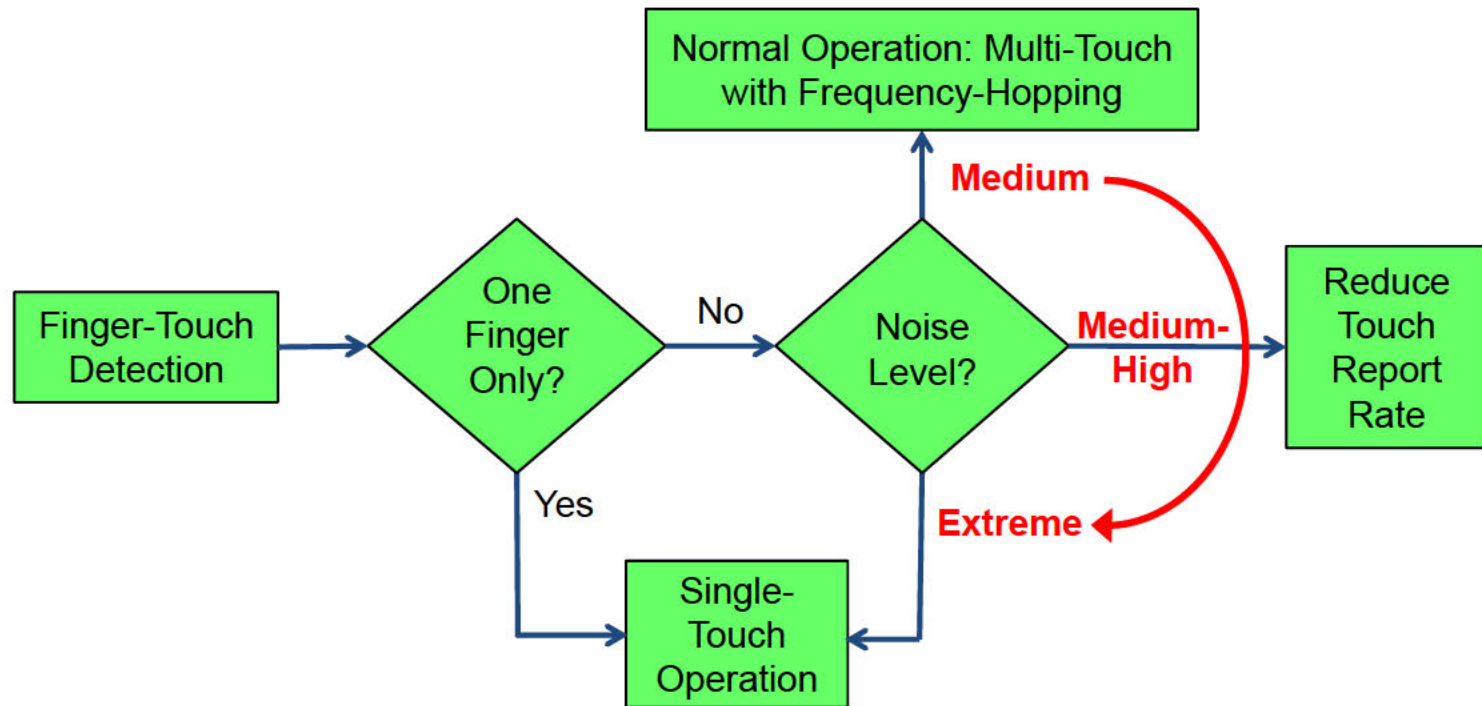 Normal Operation: Multi-Touch
with Frequency-Hopping
Medium
Finger-Touch
Detection
One
Finger
Only?
No
Noise
Level?
Medium-
High
Reduce
Touch
Report
Rate
Yes
Extreme
Single-
Touch
Operation